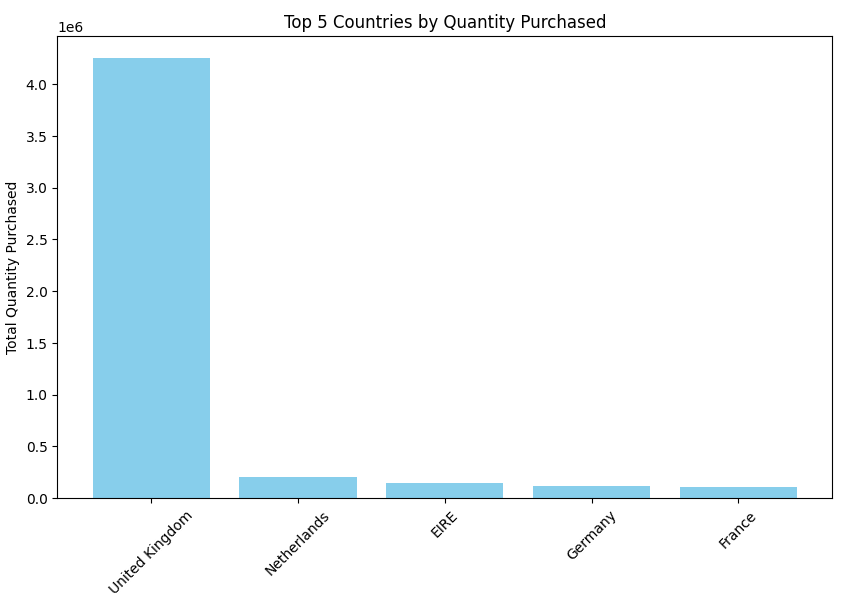 Top 5 Countries by Quantity Purchased
1e6
Total Quantity Purchased
4.0
3.5
3.0
2.5
2.0
1.5
1.0
0.5
0.0
United Kingdom
Netherlands
EIRE
Germany
France